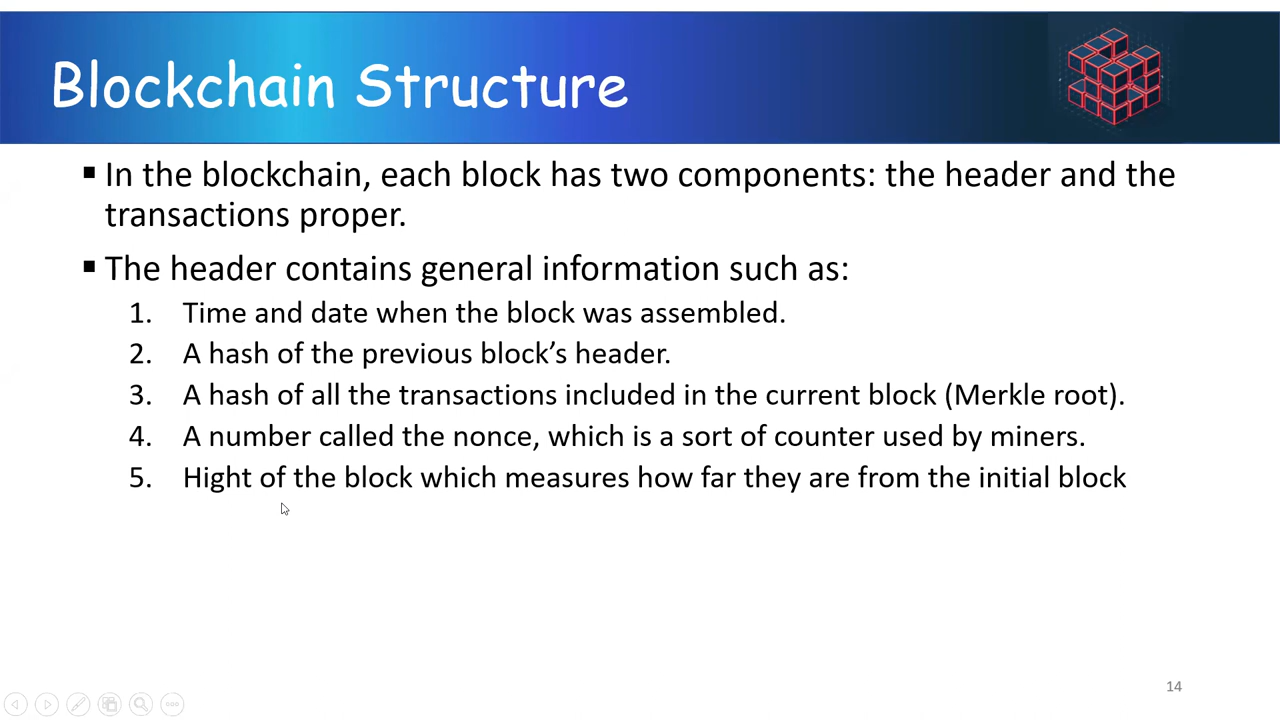 Blockchain Structure
▪ In the blockchain, each block has two components: the header and the
transactions proper.
▪ The header contains general information such as:
1. Time and date when the block was assembled.
2. A hash of the previous block’s header.
3. A hash of all the transactions included in the current block (Merkle root).
4. A number called the nonce, which is a sort of counter used by miners.
5. Hight of the block which measures how far they are from the initial block
14